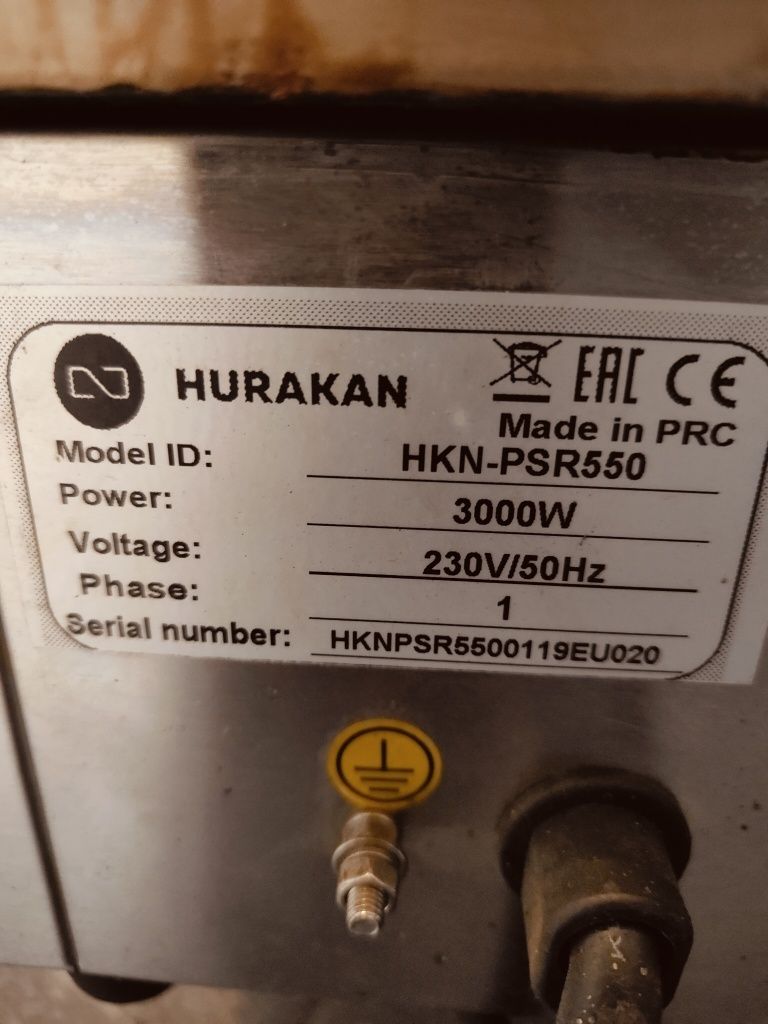 HURAKAN
EAC CE
Made in PRC
Model ID: HKN-PSR550
Power: 3000W
Voltage: 230V/50Hz
Phase: 1
Serial number: HKNPSR5500119EU020